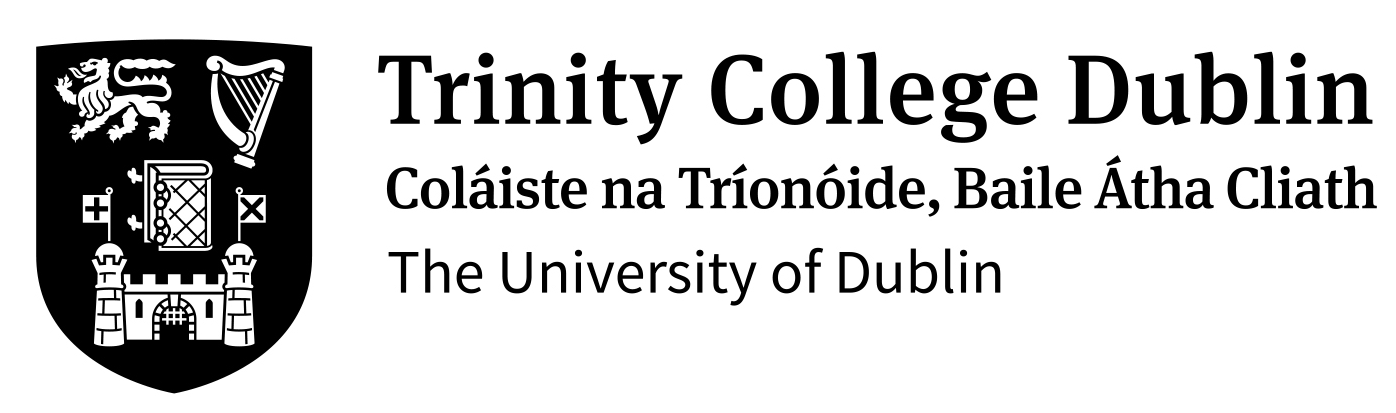 Trinity College Dublin
Coláiste na Tríonóide, Baile Átha Cliath
The University of Dublin